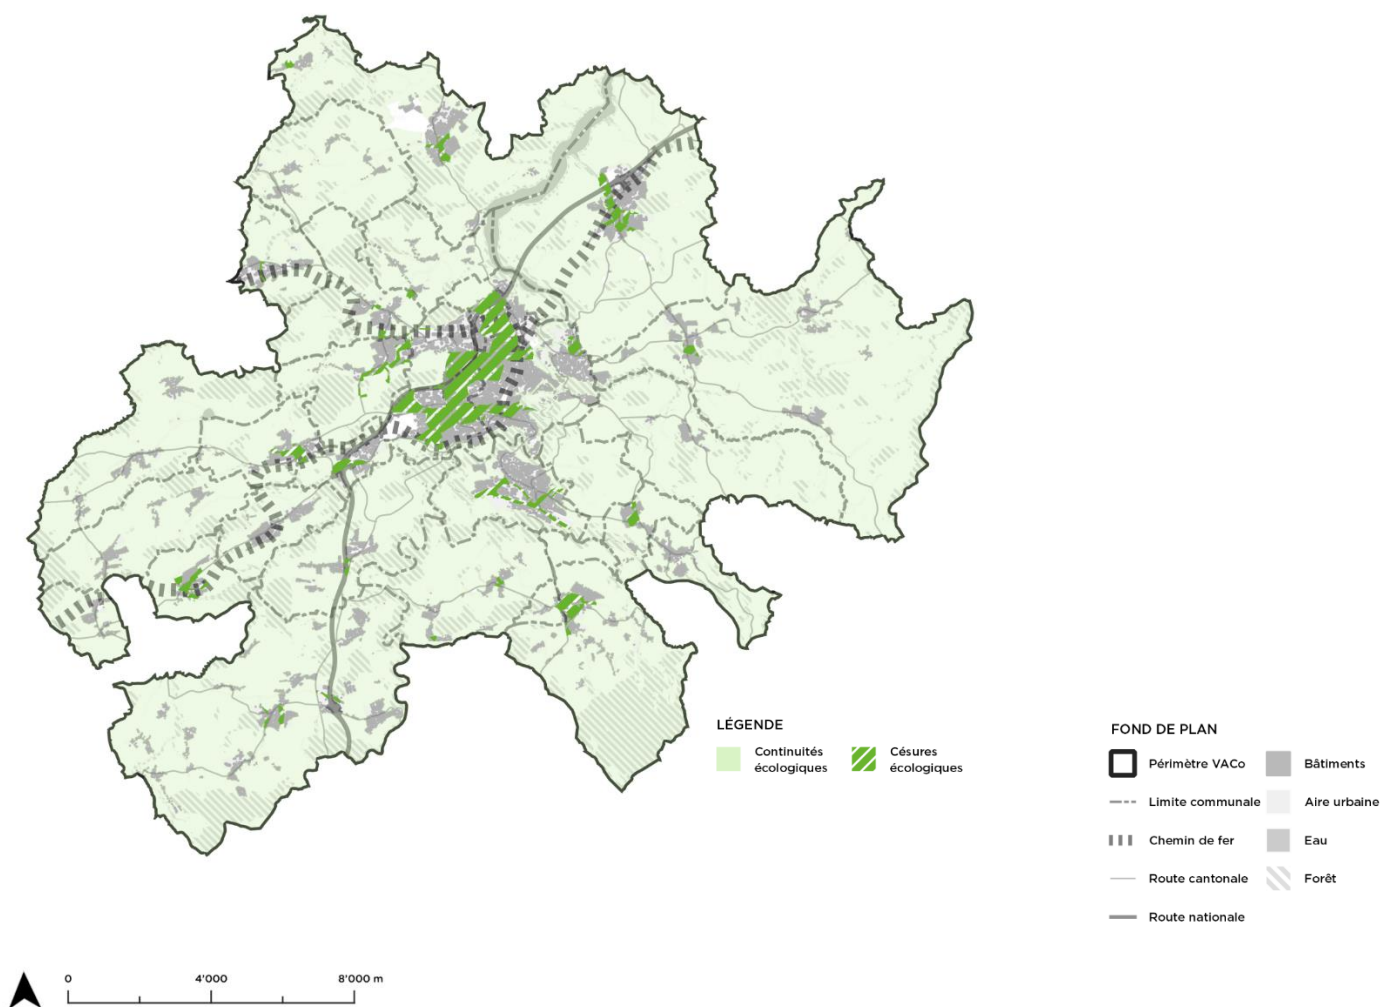 LÉGENDE
Continuités
écologiques
Césures
écologiques
FOND DE PLAN
Périmètre VACo
Bâtiments
Limite communale
Aire urbaine
Chemin de fer
Eau
Route cantonale
Forêt
Route nationale
0
4'000
8'000 m